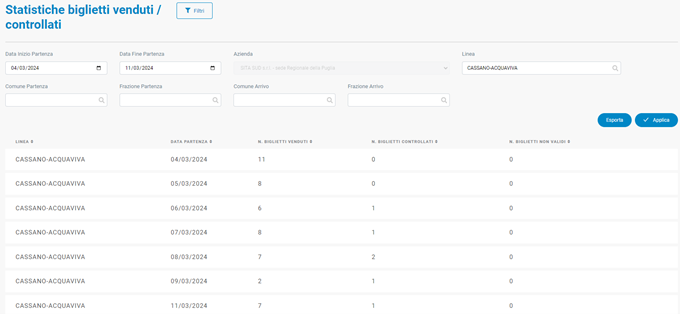 Statistiche biglietti venduti /
controllati
Filtri
Data Inizio Partenza
Data Fine Partenza
Azienda
Linea
04/03/2024
11/03/2024
CASSANO-ACQUAVIVA
Comune Partenza
Frazione Partenza
Comune Arrivo
Frazione Arrivo
Esporta
Applica
LINEA
DATA PARTENZA
N. BIGLIETTI VENDUTI
N. BIGLIETTI CONTROLLATI
N. BIGLIETTI NON VALIDI
CASSANO-ACQUAVIVA 04/03/2024 11 0 0
CASSANO-ACQUAVIVA 05/03/2024 8 0 0
CASSANO-ACQUAVIVA 06/03/2024 6 1 0
CASSANO-ACQUAVIVA 07/03/2024 8 1 0
CASSANO-ACQUAVIVA 08/03/2024 7 2 0
CASSANO-ACQUAVIVA 09/03/2024 2 1 0
CASSANO-ACQUAVIVA 11/03/2024 7 1 0